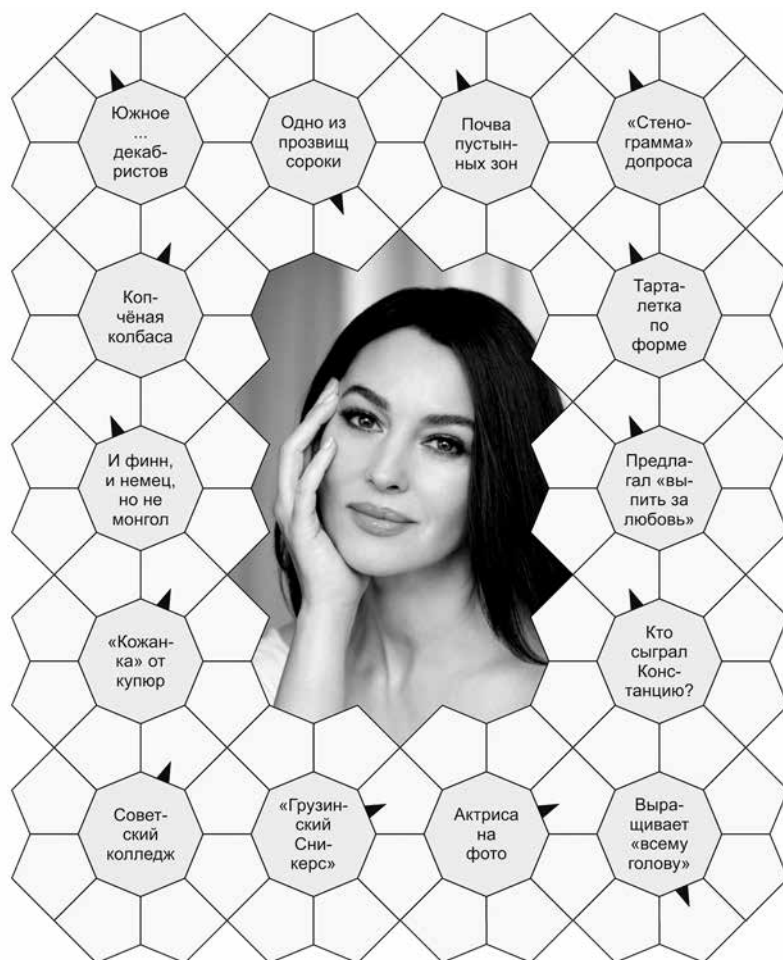 Южное
...
декаб-
ристов
Одно из
прозвищ
сороки
Почва
пустын-
ных зон
«Стено-
грамма»
допроса
Коп-
чёная
колбаса
Тарта-
летка
по
форме
И финн,
и немец,
но не
монгол
Предла-
гал «вы-
пить за
любовь»
«Кожан-
ка» от
купюр
Кто
сыграл
Конс-
танцию?
Совет-
ский
колледж
«Грузин-
ский
Сни-
керс»
Актриса
на
фото
Выра-
щивает
«всему
голову»